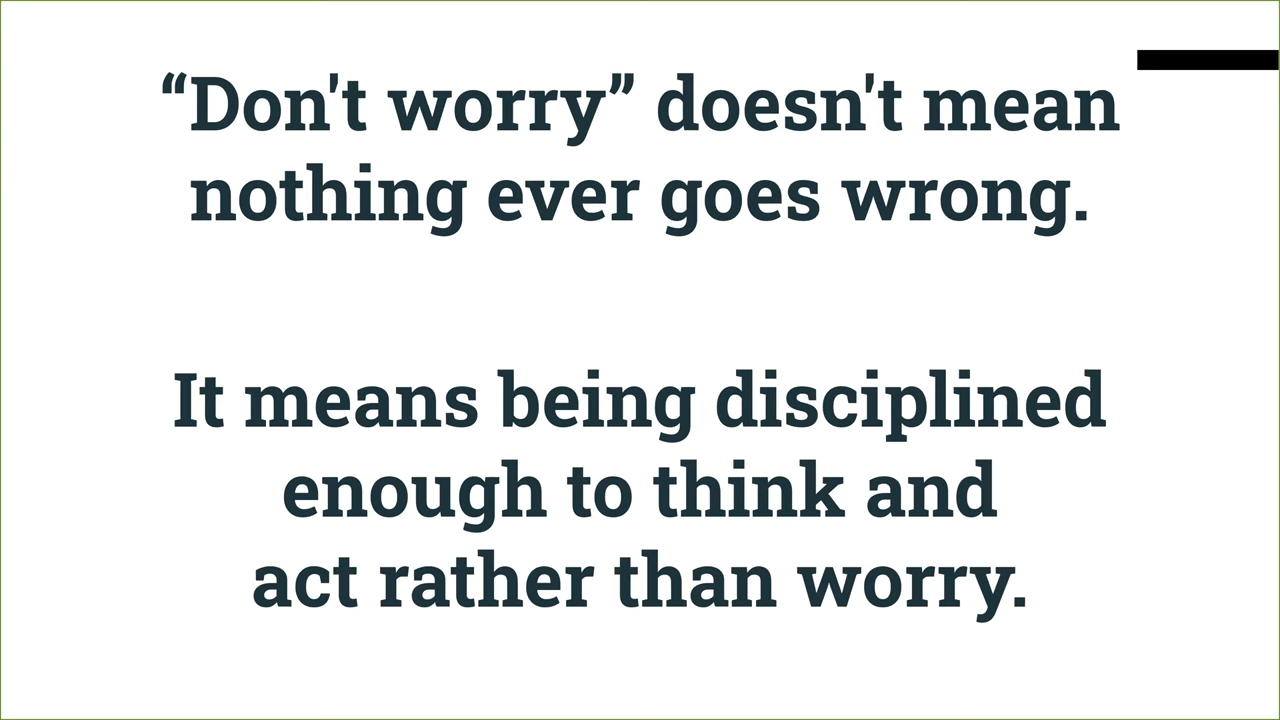 “Don't worry” doesn't mean
nothing ever goes wrong.
It means being disciplined
enough to think and
act rather than worry.